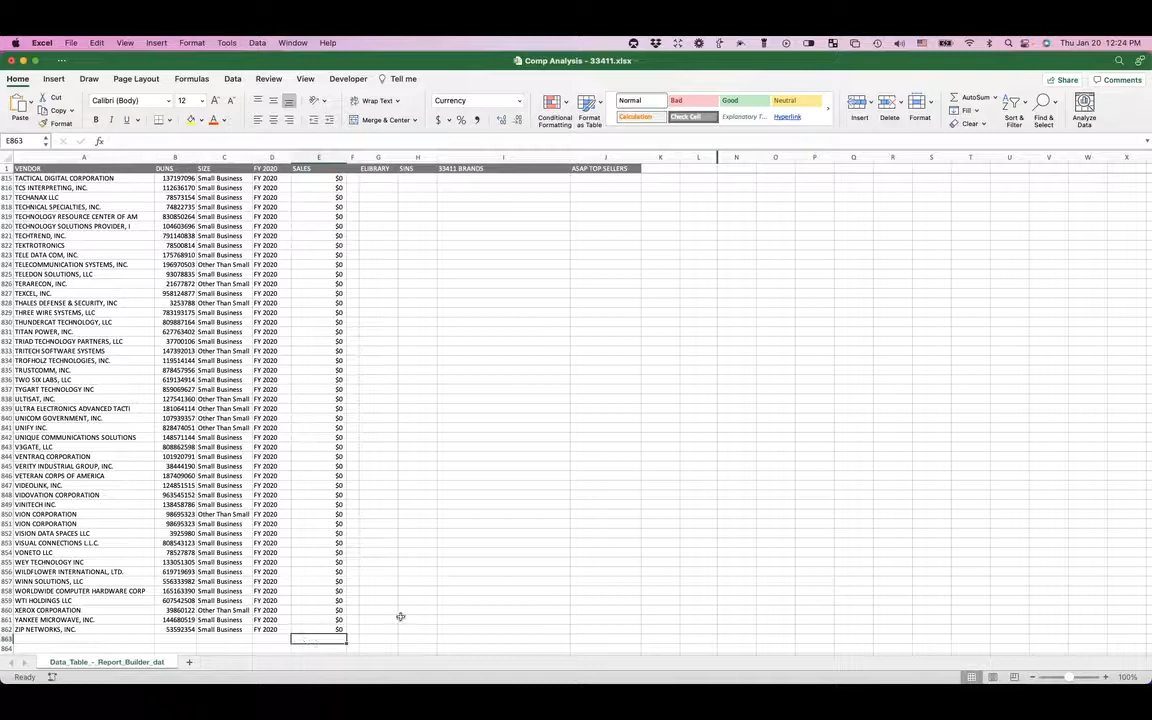 Excel File Edit View Insert Format Tools Data Window Help Thu Jan 20 12:24 PM
Comp Analysis - 33411.xlsx
Home Insert Draw Page Layout Formulas Data Review View Developer Tell me Share Comments
Paste Cut Copy Format
Calibri (Body) 12 Wrap Text Currency Normal Bad Good Neutral
Merge & Center Calculation Check Cell Explanatory T... Hyperlink
Conditional Formatting Format as Table Insert Delete Format AutoSum Fill Clear Sort & Filter Find & Select Analyze Data
E863 fx
A B C D E F G H I J K L N O P Q R S T U V W X
1 VENDOR DUNS SIZE FY 2020 SALES ELIBRARY SINS 33411 BRANDS ASAP TOP SELLERS
815 TACTICAL DIGITAL CORPORATION 137197096 Small Business FY 2020 $0
816 TCS INTERPRETING, INC. 112636170 Small Business FY 2020 $0
817 TECHANAX LLC 78573154 Small Business FY 2020 $0
818 TECHNICAL SPECIALTIES, INC. 74822735 Small Business FY 2020 $0
819 TECHNOLOGY RESOURCE CENTER OF AM 830850264 Small Business FY 2020 $0
820 TECHNOLOGY SOLUTIONS PROVIDER, I 104603696 Small Business FY 2020 $0
821 TECHTREND, INC. 791140838 Small Business FY 2020 $0
822 TEKTROTRONICS 78500814 Small Business FY 2020 $0
823 TELE DATA COM, INC. 175768910 Small Business FY 2020 $0
824 TELECOMMUNICATION SYSTEMS, INC. 196970503 Other Than Small FY 2020 $0
825 TELEDON SOLUTIONS, LLC 93078835 Small Business FY 2020 $0
826 TERARECON, INC. 21677872 Other Than Small FY 2020 $0
827 TEXCEL, INC. 958124877 Small Business FY 2020 $0
828 THALES DEFENSE & SECURITY, INC 3253788 Other Than Small FY 2020 $0
829 THREE WIRE SYSTEMS, LLC 783193175 Small Business FY 2020 $0
830 THUNDERCAT TECHNOLOGY, LLC 809887164 Small Business FY 2020 $0
831 TITAN POWER, INC. 627763402 Small Business FY 2020 $0
832 TRIAD TECHNOLOGY PARTNERS, LLC 37700106 Small Business FY 2020 $0
833 TRITECH SOFTWARE SYSTEMS 147392013 Other Than Small FY 2020 $0
834 TROFHOLZ TECHNOLOGIES, INC. 119514144 Small Business FY 2020 $0
835 TRUSTCOMM, INC. 878457956 Small Business FY 2020 $0
836 TWO SIX LABS, LLC 619134914 Small Business FY 2020 $0
837 TYGART TECHNOLOGY INC 859069627 Small Business FY 2020 $0
838 ULTISAT, INC. 127541360 Other Than Small FY 2020 $0
839 ULTRA ELECTRONICS ADVANCED TACTI 181064114 Other Than Small FY 2020 $0
840 UNICOM GOVERNMENT, INC. 107939357 Other Than Small FY 2020 $0
841 UNIFY INC. 828474051 Other Than Small FY 2020 $0
842 UNIQUE COMMUNICATIONS SOLUTIONS 148571144 Small Business FY 2020 $0
843 V3GATE, LLC 808862598 Small Business FY 2020 $0
844 VENTRAQ CORPORATION 101920791 Small Business FY 2020 $0
845 VERITY INDUSTRIAL GROUP, INC. 38444190 Small Business FY 2020 $0
846 VETERAN CORPS OF AMERICA 187409060 Small Business FY 2020 $0
847 VIDEOLINK, INC. 124851515 Small Business FY 2020 $0
848 VIDOVATION CORPORATION 963545152 Small Business FY 2020 $0
849 VINITECH INC. 138458786 Small Business FY 2020 $0
850 VION CORPORATION 98695323 Other Than Small FY 2020 $0
851 VION CORPORATION 98695323 Small Business FY 2020 $0
852 VISION DATA SPACES LLC 3925980 Small Business FY 2020 $0
853 VISUAL CONNECTIONS L.L.C. 808543123 Small Business FY 2020 $0
854 VONETO LLC 78527878 Small Business FY 2020 $0
855 WEY TECHNOLOGY INC 133051305 Small Business FY 2020 $0
856 WILDFLOWER INTERNATIONAL, LTD. 619719693 Small Business FY 2020 $0
857 WINN SOLUTIONS, LLC 556333982 Small Business FY 2020 $0
858 WORLDWIDE COMPUTER HARDWARE CORP 165163390 Small Business FY 2020 $0
859 WTI HOLDINGS LLC 607542508 Small Business FY 2020 $0
860 XEROX CORPORATION 39860122 Other Than Small FY 2020 $0
861 YANKEE MICROWAVE, INC. 144680519 Small Business FY 2020 $0
862 ZIP NETWORKS, INC. 53592354 Small Business FY 2020 $0
863
864
Data_Table_-_Report_Builder_dat
Ready 100%